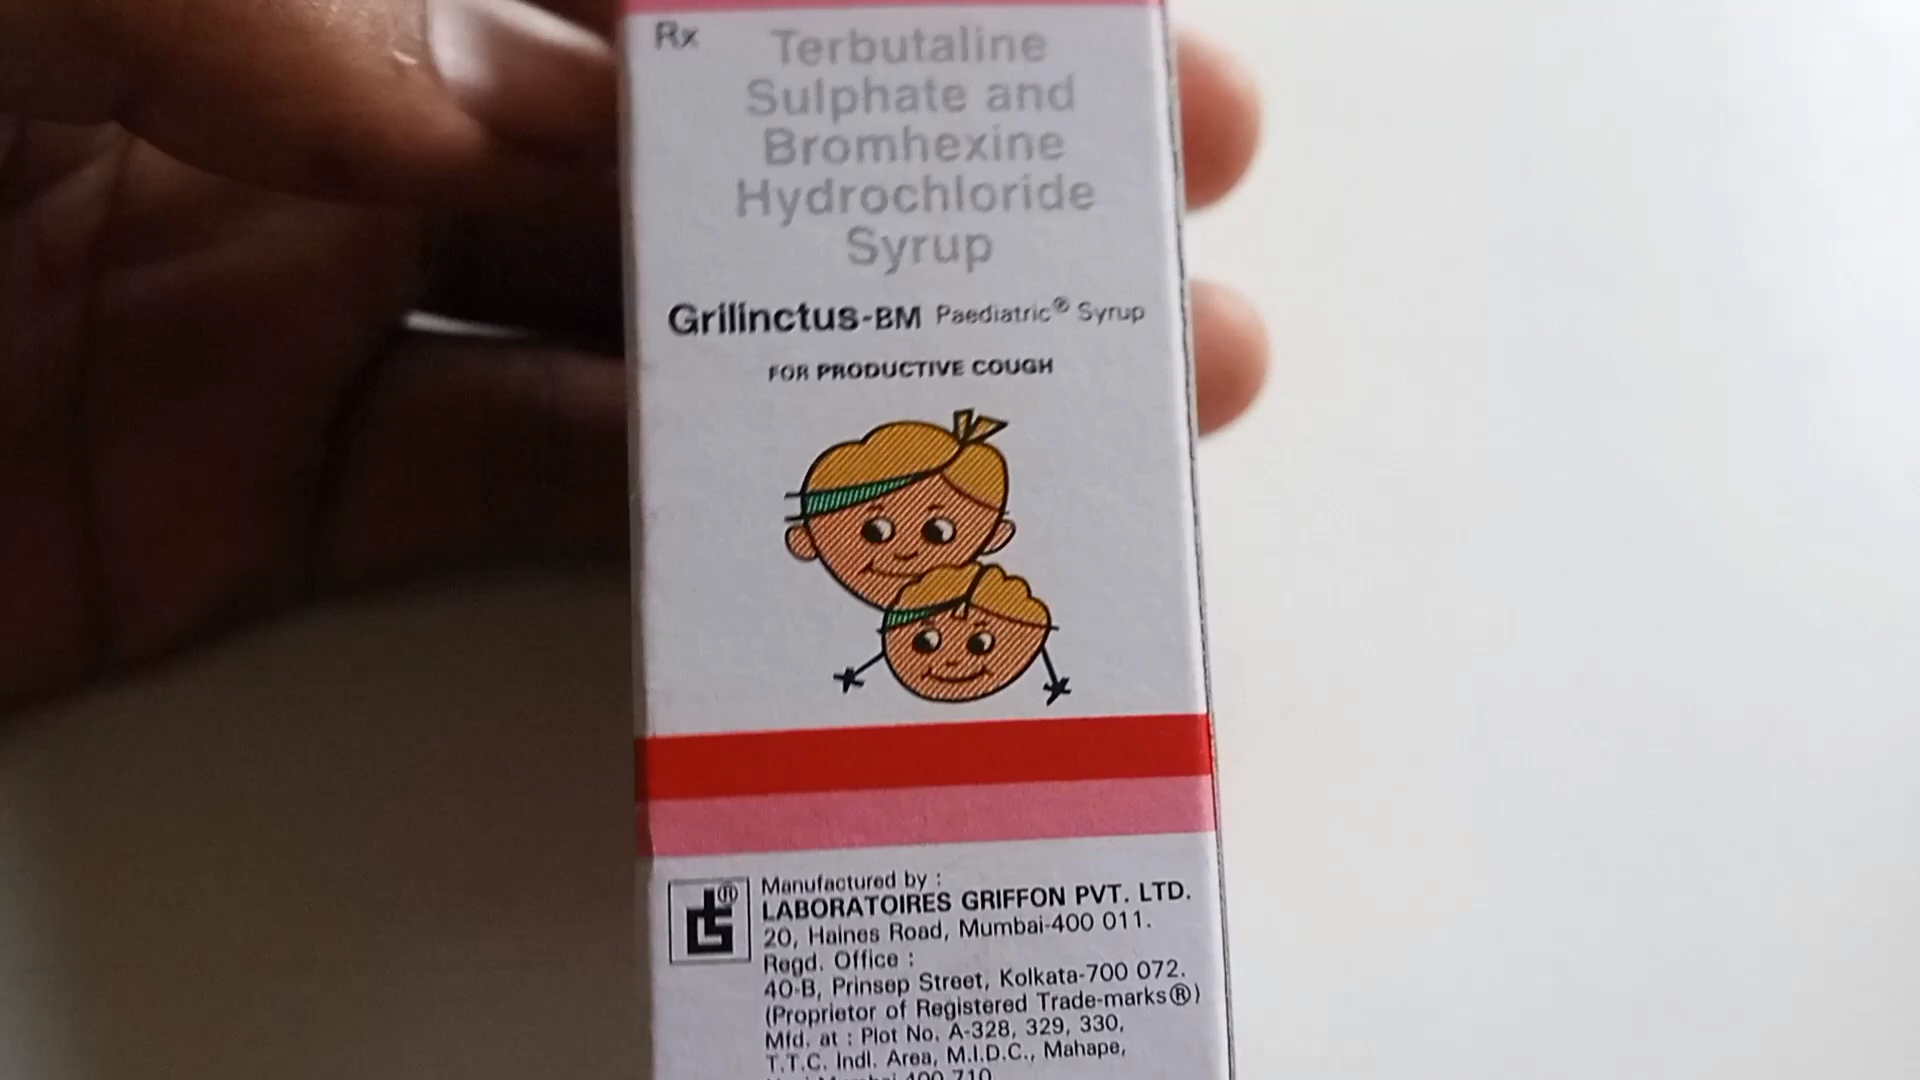 Rx
Terbutaline
Sulphate and
Bromhexine
Hydrochloride
Syrup
Grilinctus-BM Paediatric® Syrup
FOR PRODUCTIVE COUGH
Manufactured by :
LABORATOIRES GRIFFON PVT. LTD.
20, Haines Road, Mumbai-400 011.
Regd. Office :
40-B, Prinsep Street, Kolkata-700 072.
(Proprietor of Registered Trade-marks®)
Mfd. at : Plot No. A-328, 329, 330,
T.T.C. Indl. Area, M.I.D.C., Mahape,
400 710